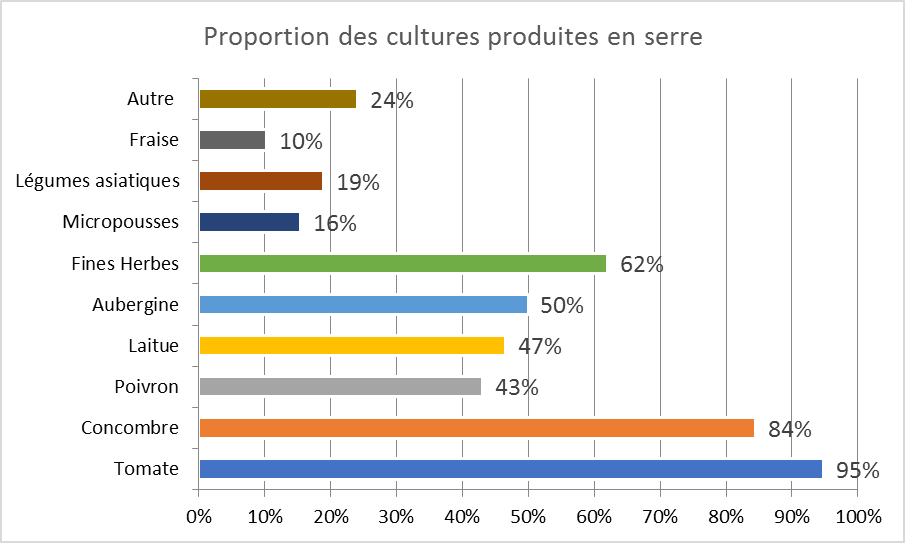 Proportion des cultures produites en serre
Autre 24%
Fraise 10%
Légumes asiatiques 19%
Micropousses 16%
Fines Herbes 62%
Aubergine 50%
Laitue 47%
Poivron 43%
Concombre 84%
Tomate 95%
0% 10% 20% 30% 40% 50% 60% 70% 80% 90% 100%